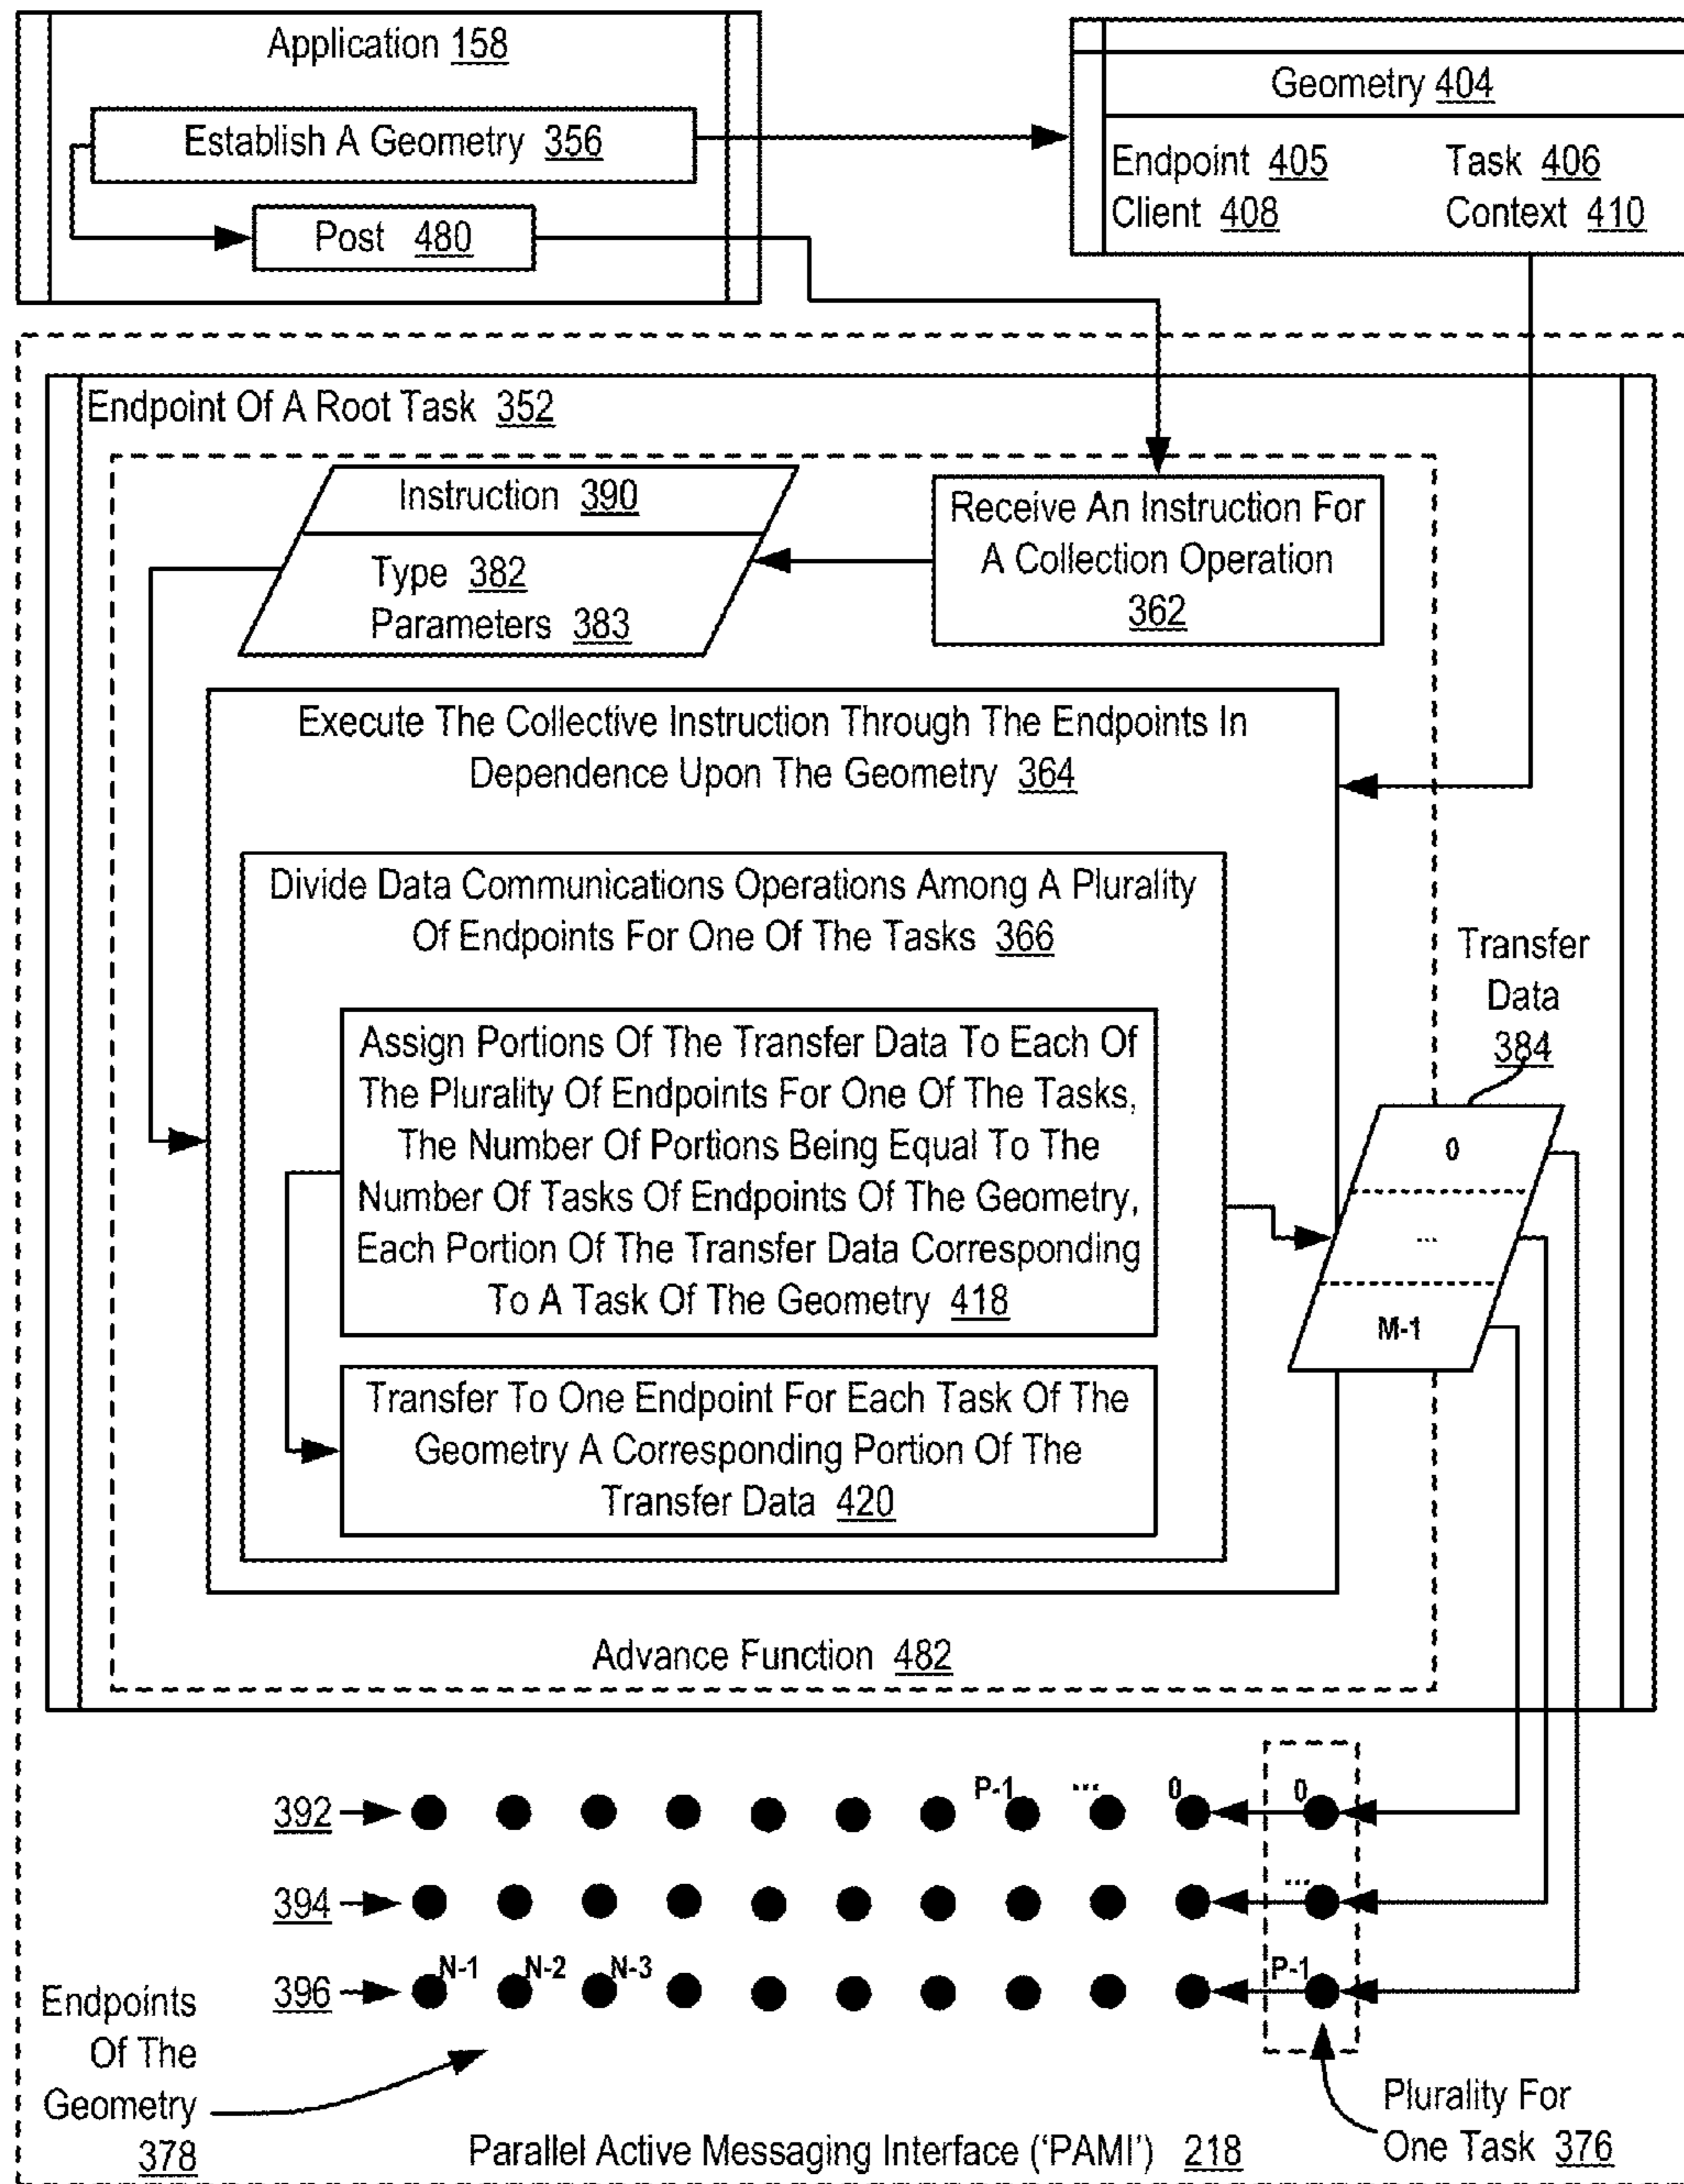 Application 158
Establish A Geometry 356
Post 480
Geometry 404
Endpoint 405 Task 406
Client 408 Context 410
Endpoint Of A Root Task 352
Instruction 390
Type 382
Parameters 383
Receive An Instruction For
A Collection Operation
362
Execute The Collective Instruction Through The Endpoints In
Dependence Upon The Geometry 364
Divide Data Communications Operations Among A Plurality
Of Endpoints For One Of The Tasks 366
Assign Portions Of The Transfer Data To Each Of
The Plurality Of Endpoints For One Of The Tasks,
The Number Of Portions Being Equal To The
Number Of Tasks Of Endpoints Of The Geometry,
Each Portion Of The Transfer Data Corresponding
To A Task Of The Geometry 418
Transfer To One Endpoint For Each Task Of The
Geometry A Corresponding Portion Of The
Transfer Data 420
Transfer
Data
384
0
...
M-1
Advance Function 482
P-1 ... 0 0
392
...
394
N-1 N-2 N-3 P-1
396
Endpoints
Of The
Geometry
378
Plurality For
One Task 376
Parallel Active Messaging Interface (‘PAMI’) 218